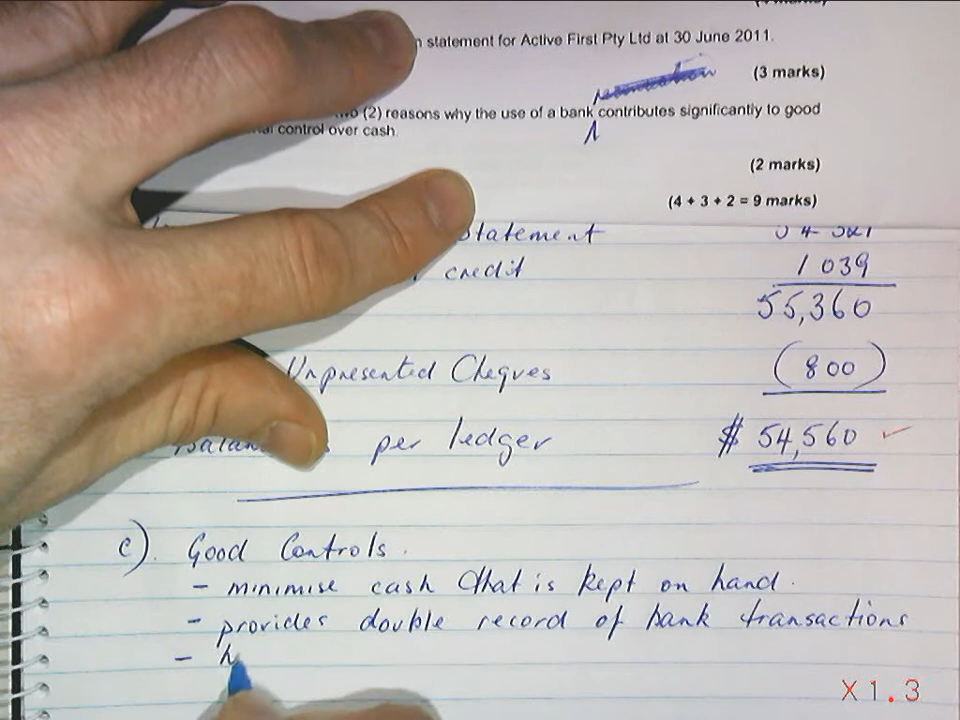 statement for Active First Pty Ltd at 30 June 2011.
(3 marks)
(2) reasons why the use of a bank contributes significantly to good
control over cash.
(2 marks)
(4 + 3 + 2 = 9 marks)
statement
credit 1 039
55,360
Unpresented Cheques (800)
per ledger $ 54,560
c). Good Controls.
- minimise cash that is kept on hand.
- provides double record of bank transactions
-
X1.3